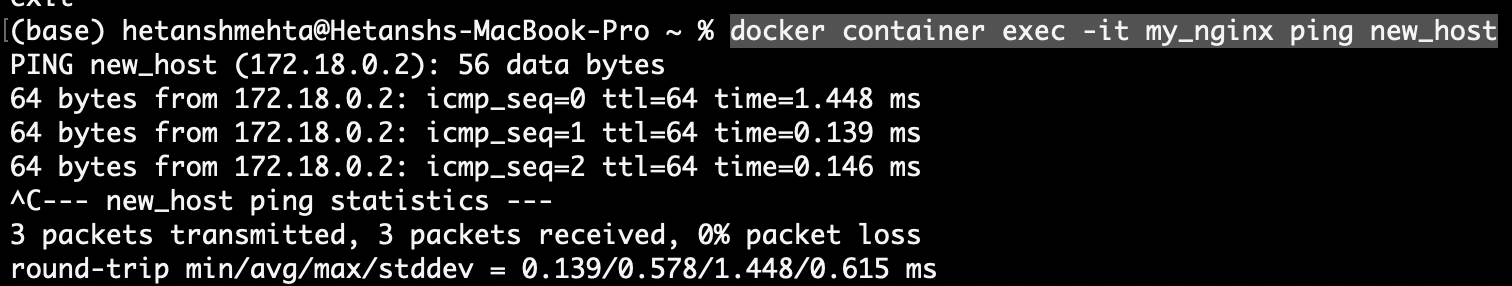 exit
(base) hetanshmehta@Hetanshs-MacBook-Pro ~ % docker container exec -it my_nginx ping new_host
PING new_host (172.18.0.2): 56 data bytes
64 bytes from 172.18.0.2: icmp_seq=0 ttl=64 time=1.448 ms
64 bytes from 172.18.0.2: icmp_seq=1 ttl=64 time=0.139 ms
64 bytes from 172.18.0.2: icmp_seq=2 ttl=64 time=0.146 ms
^C--- new_host ping statistics ---
3 packets transmitted, 3 packets received, 0% packet loss
round-trip min/avg/max/stddev = 0.139/0.578/1.448/0.615 ms